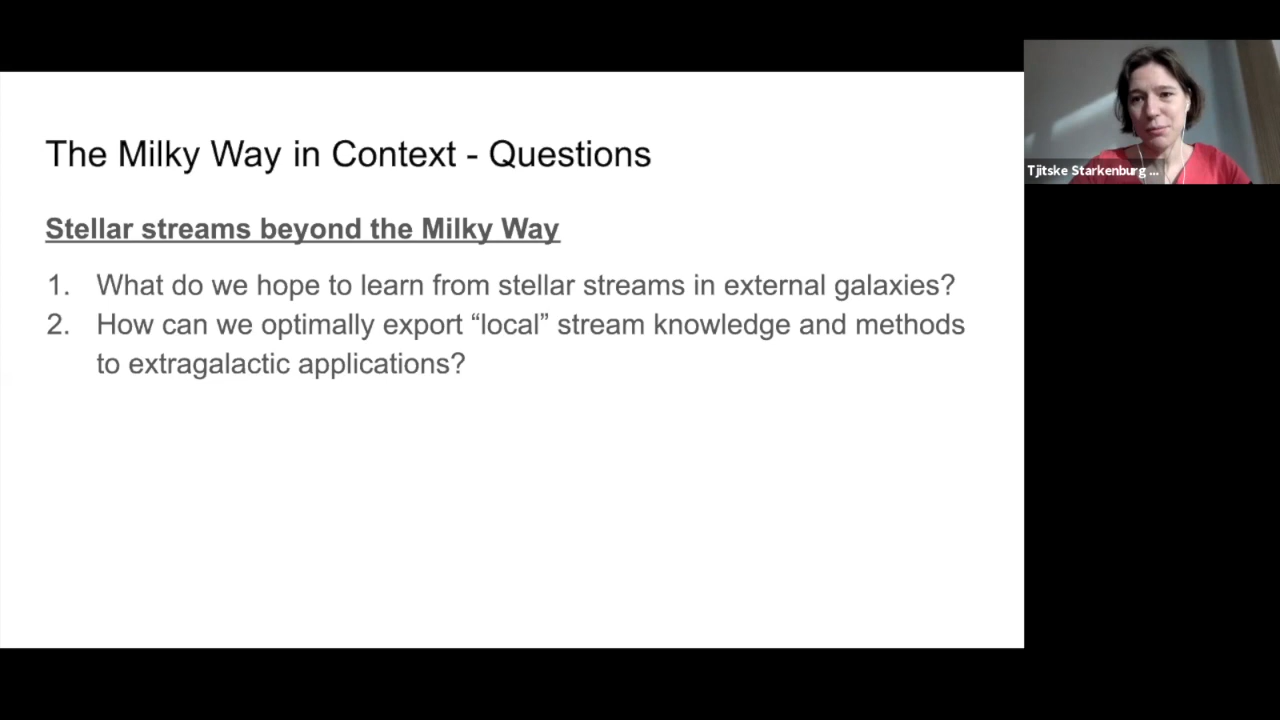 The Milky Way in Context - Questions
Stellar streams beyond the Milky Way
1. What do we hope to learn from stellar streams in external galaxies?
2. How can we optimally export “local” stream knowledge and methods
to extragalactic applications?
Tjitske Starkenburg ...